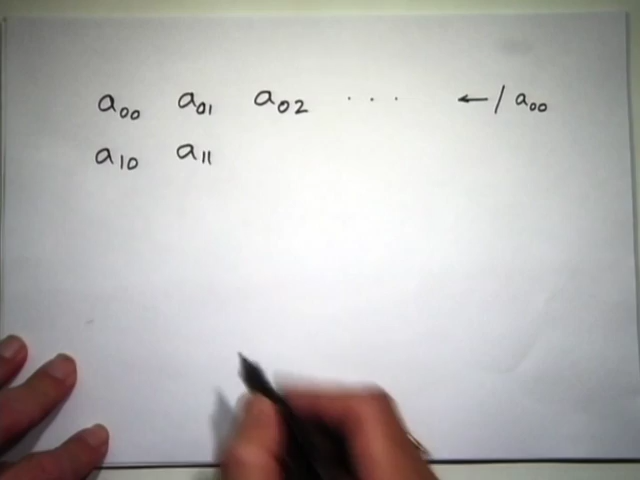 a₀₀ a₀₁ a₀₂ . . . ← / a₀₀
a₁₀ a₁₁